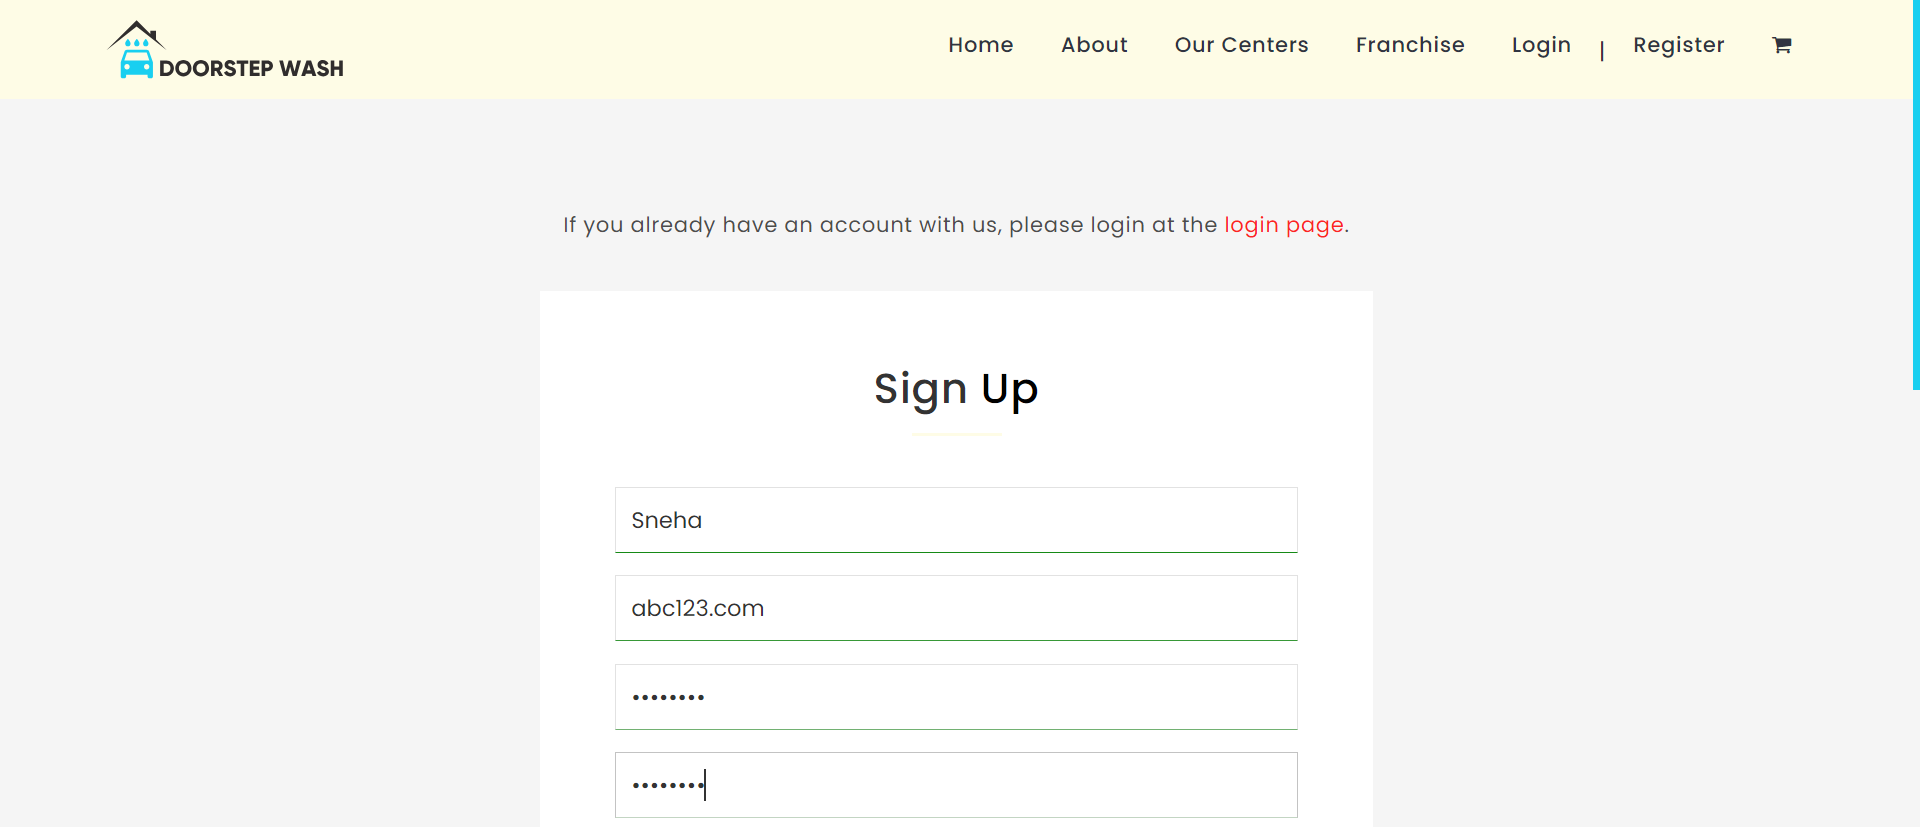 DOORSTEP WASH
Home About Our Centers Franchise Login | Register
If you already have an account with us, please login at the login page.
Sign Up
Sneha
abc123.com
••••••••
••••••••